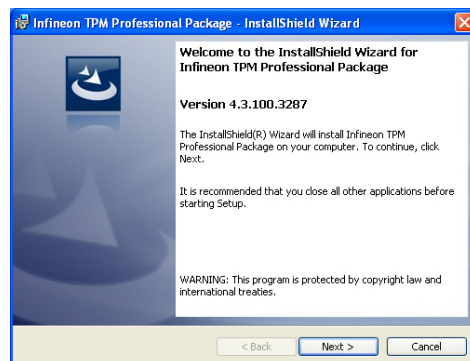 Infineon TPM Professional Package - InstallShield Wizard
Welcome to the InstallShield Wizard for
Infineon TPM Professional Package
Version 4.3.100.3287
The InstallShield(R) Wizard will install Infineon TPM
Professional Package on your computer. To continue, click
Next.
It is recommended that you close all other applications before
starting Setup.
WARNING: This program is protected by copyright law and
international treaties.
< Back Next > Cancel